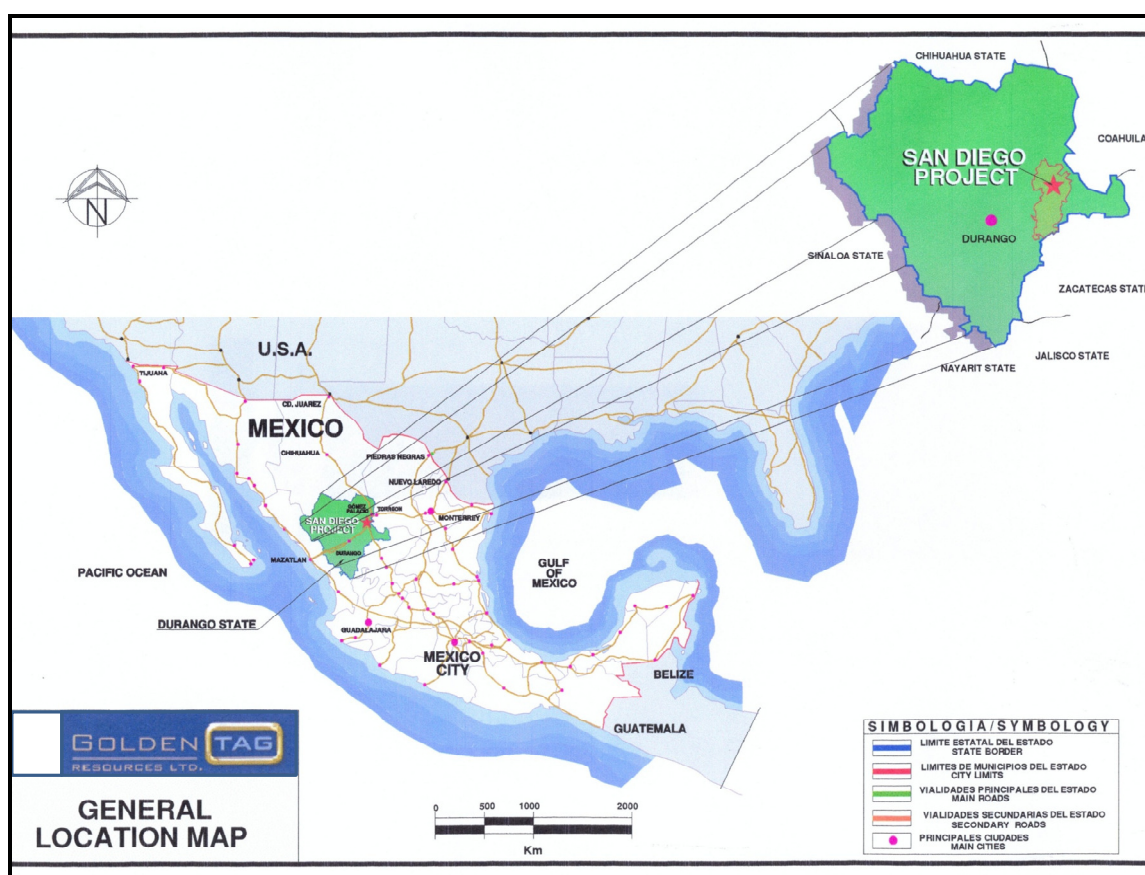 CHIHUAHUA STATE
COAHUILA
SAN DIEGO
PROJECT
DURANGO
SINALOA STATE
ZACATECAS STATE
JALISCO STATE
NAYARIT STATE
N
U.S.A.
TIJUANA
CD. JUAREZ
MEXICO
CHIHUAHUA
PIEDRAS NEGRAS
NUEVO LAREDO
GÓMEZ
PALACIO
TORREON
SAN DIEGO
PROJECT
MONTERREY
DURANGO
MAZATLAN
PACIFIC OCEAN
GULF
OF
MEXICO
DURANGO STATE
GUADALAJARA
MEXICO
CITY
BELIZE
GUATEMALA
GOLDEN TAG
RESOURCES LTD.
GENERAL
LOCATION MAP
0 500 1000 2000
Km
SIMBOLOGIA/SYMBOLOGY
LIMITE ESTATAL DEL ESTADO
STATE BORDER
LIMITES DE MUNICIPIOS DEL ESTADO
CITY LIMITS
VIALIDADES PRINCIPALES DEL ESTADO
MAIN ROADS
VIALIDADES SECUNDARIAS DEL ESTADO
SECONDARY ROADS
PRINCIPALES CIUDADES
MAIN CITIES